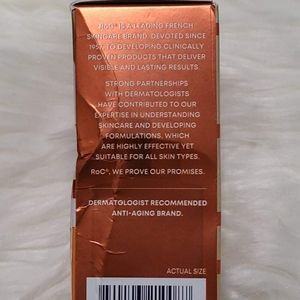 RoC® IS A LEADING FRENCH
SKINCARE BRAND, DEVOTED SINCE
1957, TO DEVELOPING CLINICALLY
PROVEN PRODUCTS THAT DELIVER
VISIBLE AND LASTING RESULTS.
STRONG PARTNERSHIPS
WITH DERMATOLOGISTS
HAVE CONTRIBUTED TO OUR
EXPERTISE IN UNDERSTANDING
SKINCARE AND DEVELOPING
FORMULATIONS, WHICH
ARE HIGHLY EFFECTIVE YET
SUITABLE FOR ALL SKIN TYPES.
RoC®, WE PROVE OUR PROMISES.
DERMATOLOGIST RECOMMENDED
ANTI-AGING BRAND.
ACTUAL SIZE